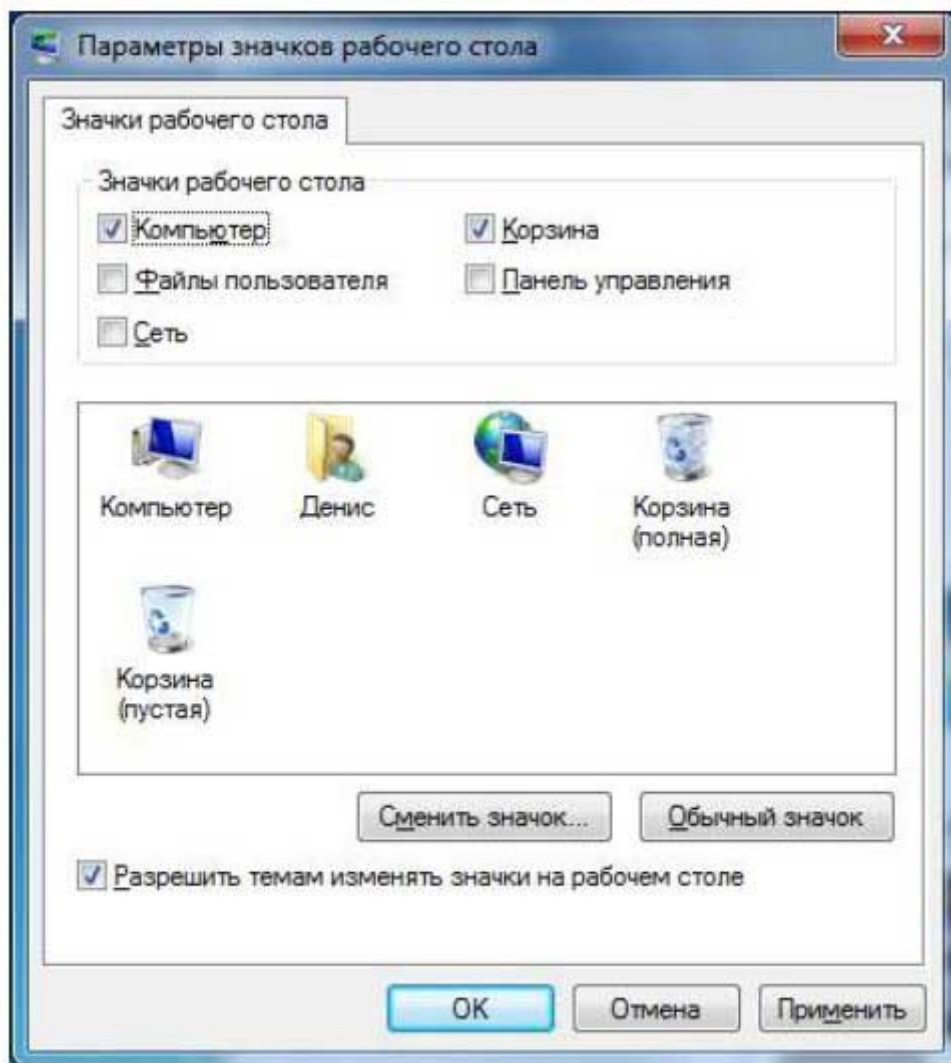 Параметры значков рабочего стола
Значки рабочего стола
Значки рабочего стола
Компьютер
Корзина
Файлы пользователя
Панель управления
Сеть
Компьютер
Денис
Сеть
Корзина
(полная)
Корзина
(пустая)
Сменить значок...
Обычный значок
Разрешить темам изменять значки на рабочем столе
OK
Отмена
Применить